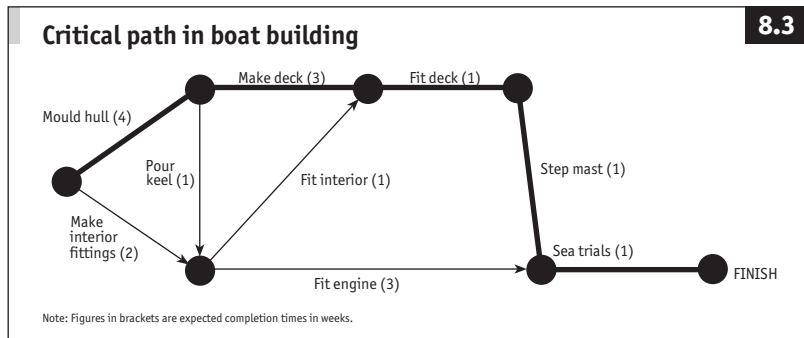 Critical path in boat building
8.3
Make deck (3)
Fit deck (1)
Mould hull (4)
Pour
keel (1)
Fit interior (1)
Step mast (1)
Make
interior
fittings (2)
Sea trials (1)
FINISH
Fit engine (3)
Note: Figures in brackets are expected completion times in weeks.